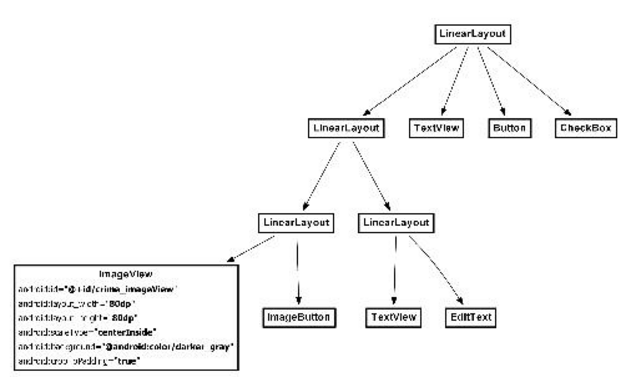 LinearLayout
LinearLayout
TextView
Button
CheckBox
LinearLayout
LinearLayout
ImageView
android:id="@+id/crime_imageView"
android:layout_width="80dp"
android:layout_height="80dp"
android:scaleType="centerInside"
android:background="@android:color/darker_gray"
android:cropToPadding="true"
ImageButton
TextView
EditText